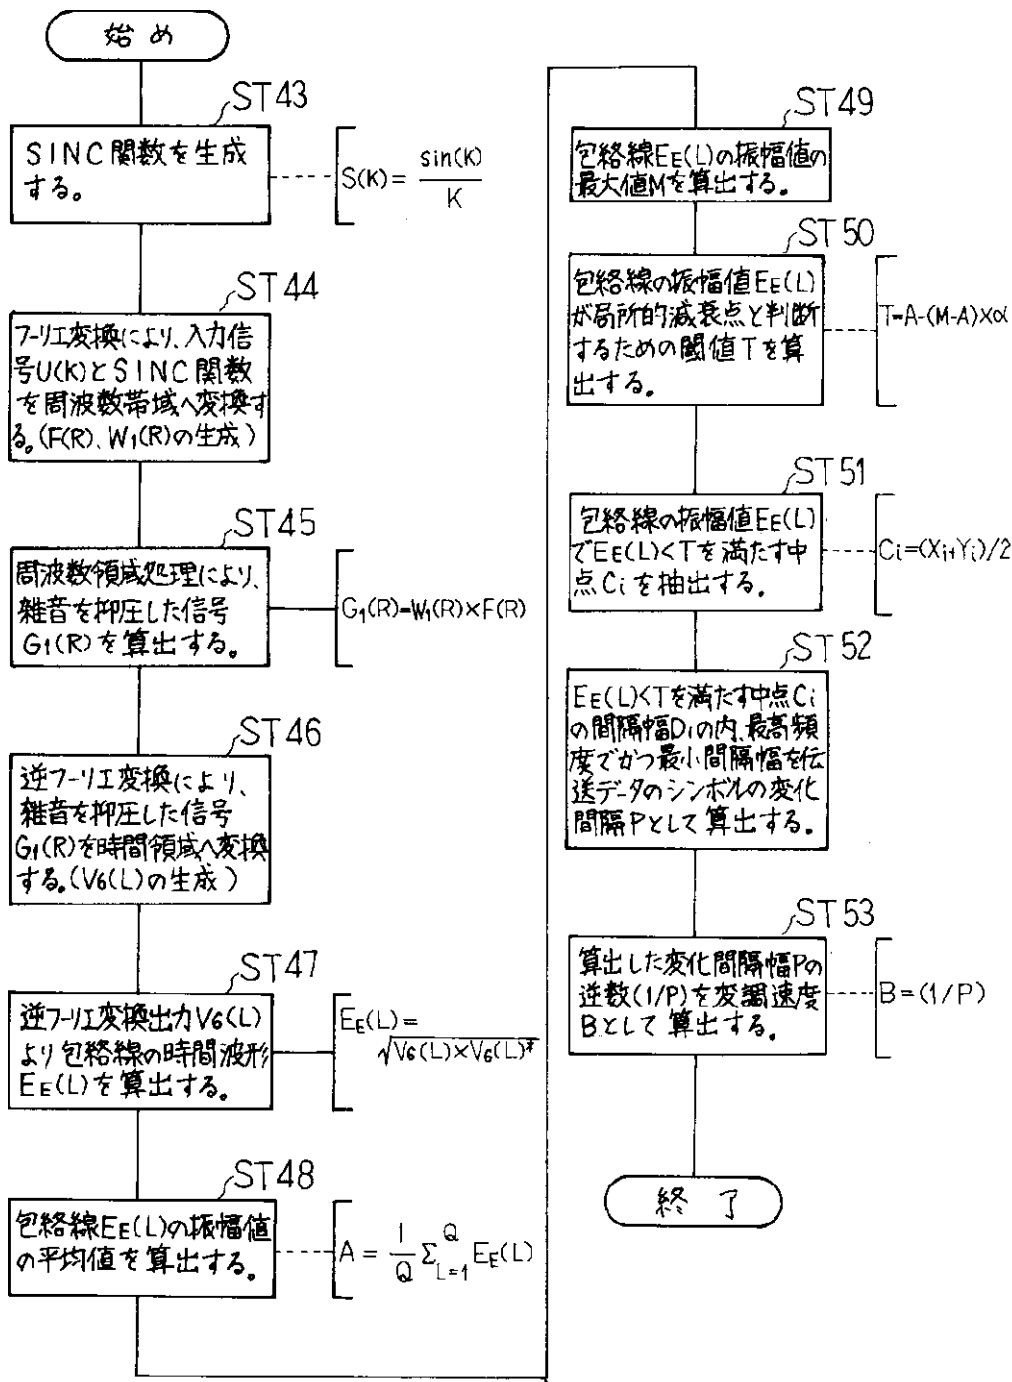 始め
ST43
SINC関数を生成
する。
S(K)= sin(K)
K
ST44
フーリエ変換により、入力信
号U(K)とSINC関数
を周波数帯域へ変換す
る。(F(R)、W1(R)の生成)
ST45
周波数領域処理により、
雑音を抑圧した信号
G1(R)を算出する。
G1(R)=W1(R)×F(R)
ST46
逆フーリエ変換により、
雑音を抑圧した信号
G1(R)を時間領域へ変換
する。(V6(L)の生成)
ST47
逆フーリエ変換出力V6(L)
より包絡線の時間波形
EE(L)を算出する。
EE(L)=
√V6(L)×V6(L)*
ST48
包絡線EE(L)の振幅値
の平均値を算出する。
A = 1/Q Σ L=1 Q EE(L)
ST49
包絡線EE(L)の振幅値の
最大値Mを算出する。
ST50
包絡線の振幅値EE(L)
が局所的減衰点と判断
するための閾値Tを算
出する。
T=A-(M-A)×α
ST51
包絡線の振幅値EE(L)
でEE(L)<Tを満たす中
点Ciを抽出する。
Ci=(Xi+Yi)/2
ST52
EE(L)<Tを満たす中点Ci
の間隔幅Diの内、最高頻
度でかつ最小間隔幅を伝
送データのシンボルの変化
間隔Pとして算出する。
ST53
算出した変化間隔幅Pの
逆数(1/P)を変調速度
Bとして算出する。
B=(1/P)
終了